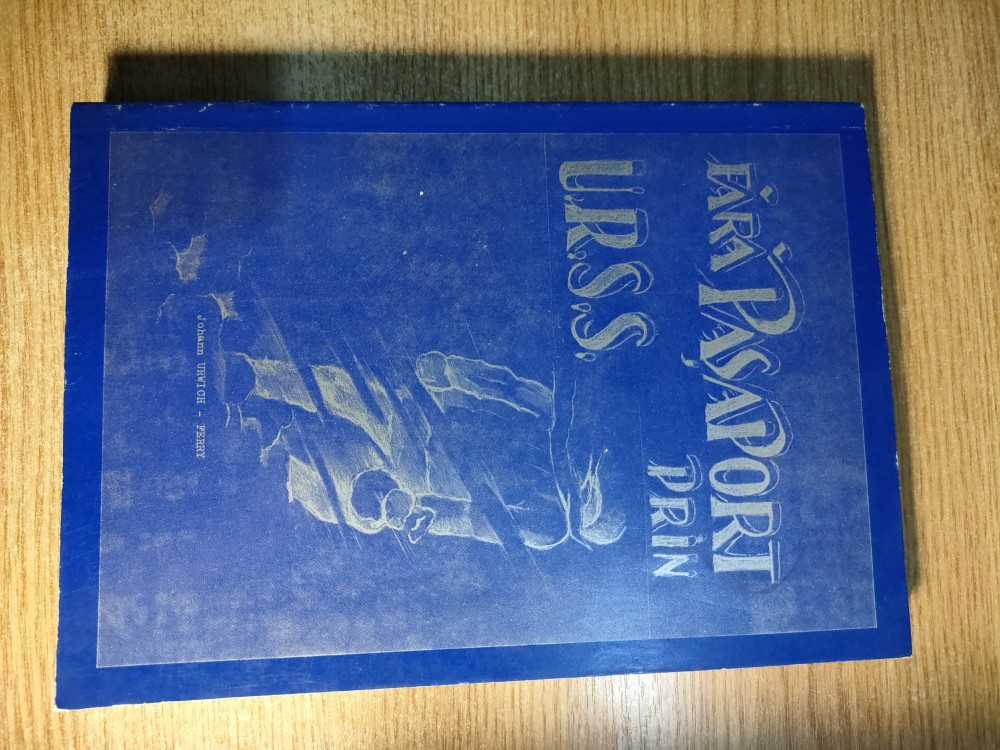 FĂRĂ
PAȘAPORT
PRIN
U.R.S.S.
Johann URWICH - FERRY